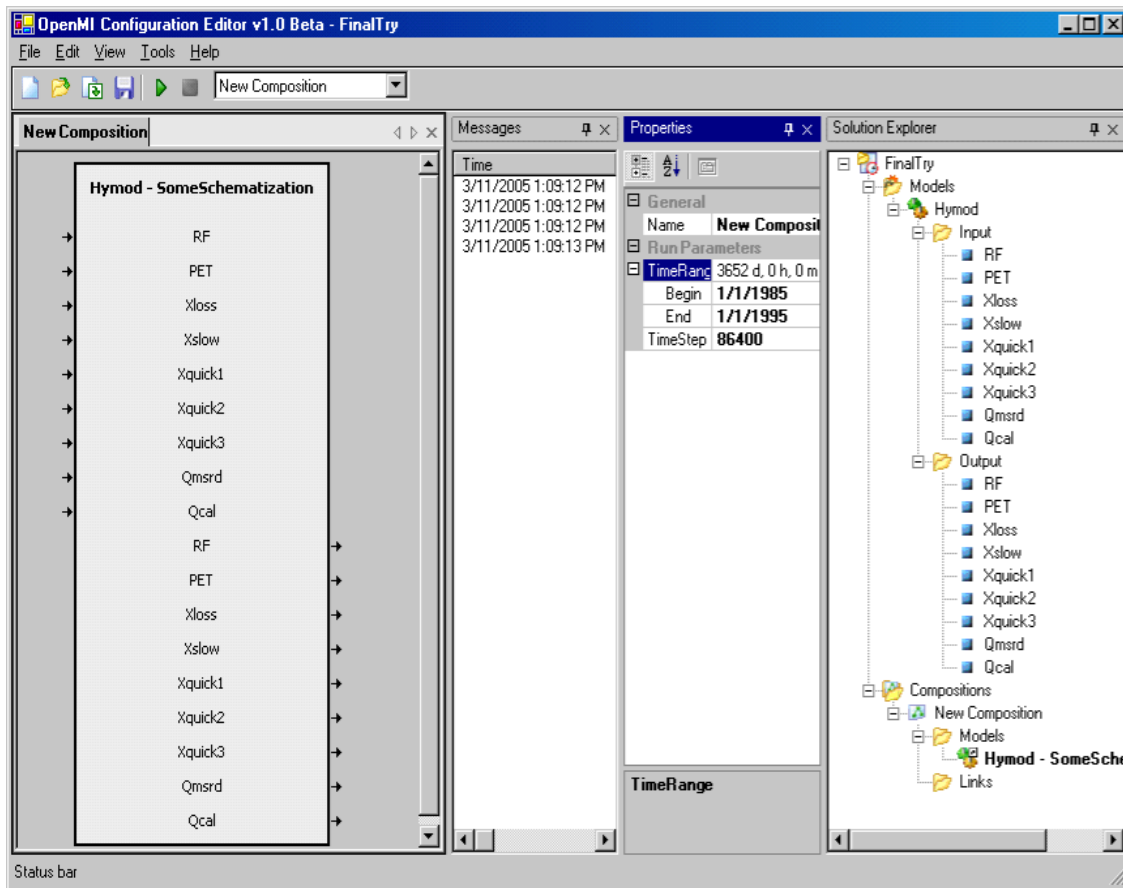 OpenMI Configuration Editor v1.0 Beta - FinalTry
File Edit View Tools Help
New Composition
New Composition
Hymod - SomeSchematization
RF
PET
Xloss
Xslow
Xquick1
Xquick2
Xquick3
Qmsrd
Qcal
RF
PET
Xloss
Xslow
Xquick1
Xquick2
Xquick3
Qmsrd
Qcal
Messages
Time
3/11/2005 1:09:12 PM
3/11/2005 1:09:12 PM
3/11/2005 1:09:12 PM
3/11/2005 1:09:13 PM
Properties
General
Name New Composit
Run Parameters
TimeRang 3652 d, 0 h, 0 m
Begin 1/1/1985
End 1/1/1995
TimeStep 86400
TimeRange
Solution Explorer
FinalTry
Models
Hymod
Input
RF
PET
Xloss
Xslow
Xquick1
Xquick2
Xquick3
Qmsrd
Qcal
Output
RF
PET
Xloss
Xslow
Xquick1
Xquick2
Xquick3
Qmsrd
Qcal
Compositions
New Composition
Models
Hymod - SomeSche
Links
Status bar